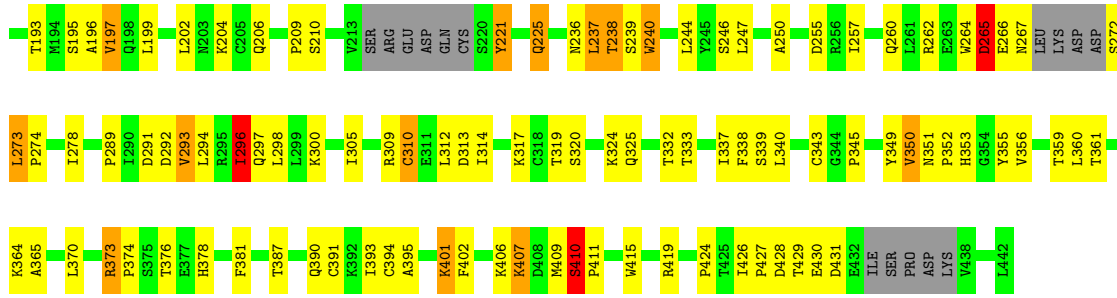 T193 M194 S195 A196 V197 Q198 L199 L202 N203 K204 C205 Q206 P209 S210 V213 SER ARG GLU ASP GLN CYS S220 Y221 Q225 N236 L237 T238 S239 W240 L244 Y245 S246 L247 A250 D255 R256 I257 Q260 L261 R262 E263 W264 D265 E266 N267 LEU LYS ASP ASP S272
L273 P274 I278 P289 I290 D291 D292 V293 L294 R295 I296 Q297 L298 L299 K300 I305 R309 C310 E311 L312 D313 I314 K317 C318 T319 S320 K324 Q325 T332 T333 I337 F338 S339 L340 C343 G344 P345 Y349 V350 N351 P352 H353 G354 Y355 V356 T359 L360 T361
K364 A365 L370 R373 P374 S375 T376 E377 H378 F381 T387 Q390 C391 K392 I393 C394 A395 K401 F402 K406 K407 D408 M409 S410 P411 W415 R419 P424 T425 I426 P427 D428 T429 E430 D431 E432 ILE SER PRO ASP LYS V438 L442